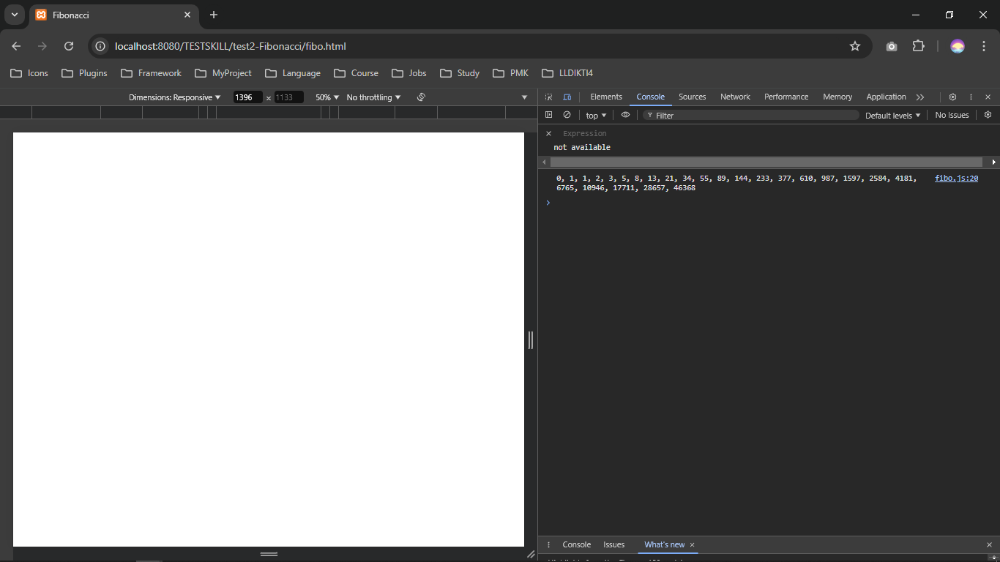 Fibonacci
localhost:8080/TESTSKILL/test2-Fibonacci/fibo.html
Icons Plugins Framework MyProject Language Course Jobs Study PMK LLDIKTI4
Dimensions: Responsive 1396 x 1133 50% No throttling
Elements Console Sources Network Performance Memory Application
top Filter Default levels No Issues
Expression
not available
0, 1, 1, 2, 3, 5, 8, 13, 21, 34, 55, 89, 144, 233, 377, 610, 987, 1597, 2584, 4181, fibo.js:20
6765, 10946, 17711, 28657, 46368
Console Issues What's new